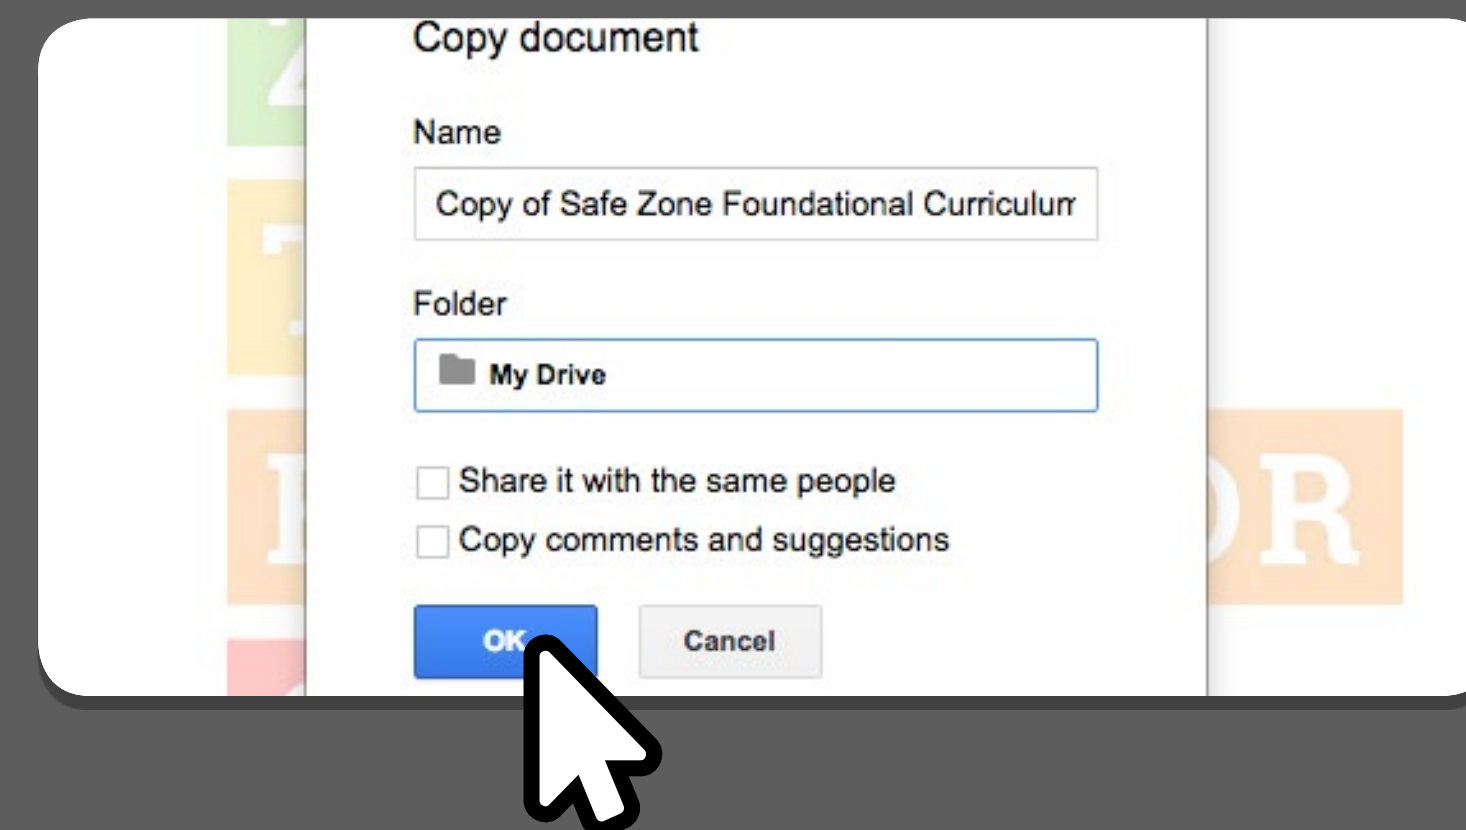 Copy document
Name
Copy of Safe Zone Foundational Curriculum
Folder
My Drive
Share it with the same people
OR
Copy comments and suggestions
OK
Cancel